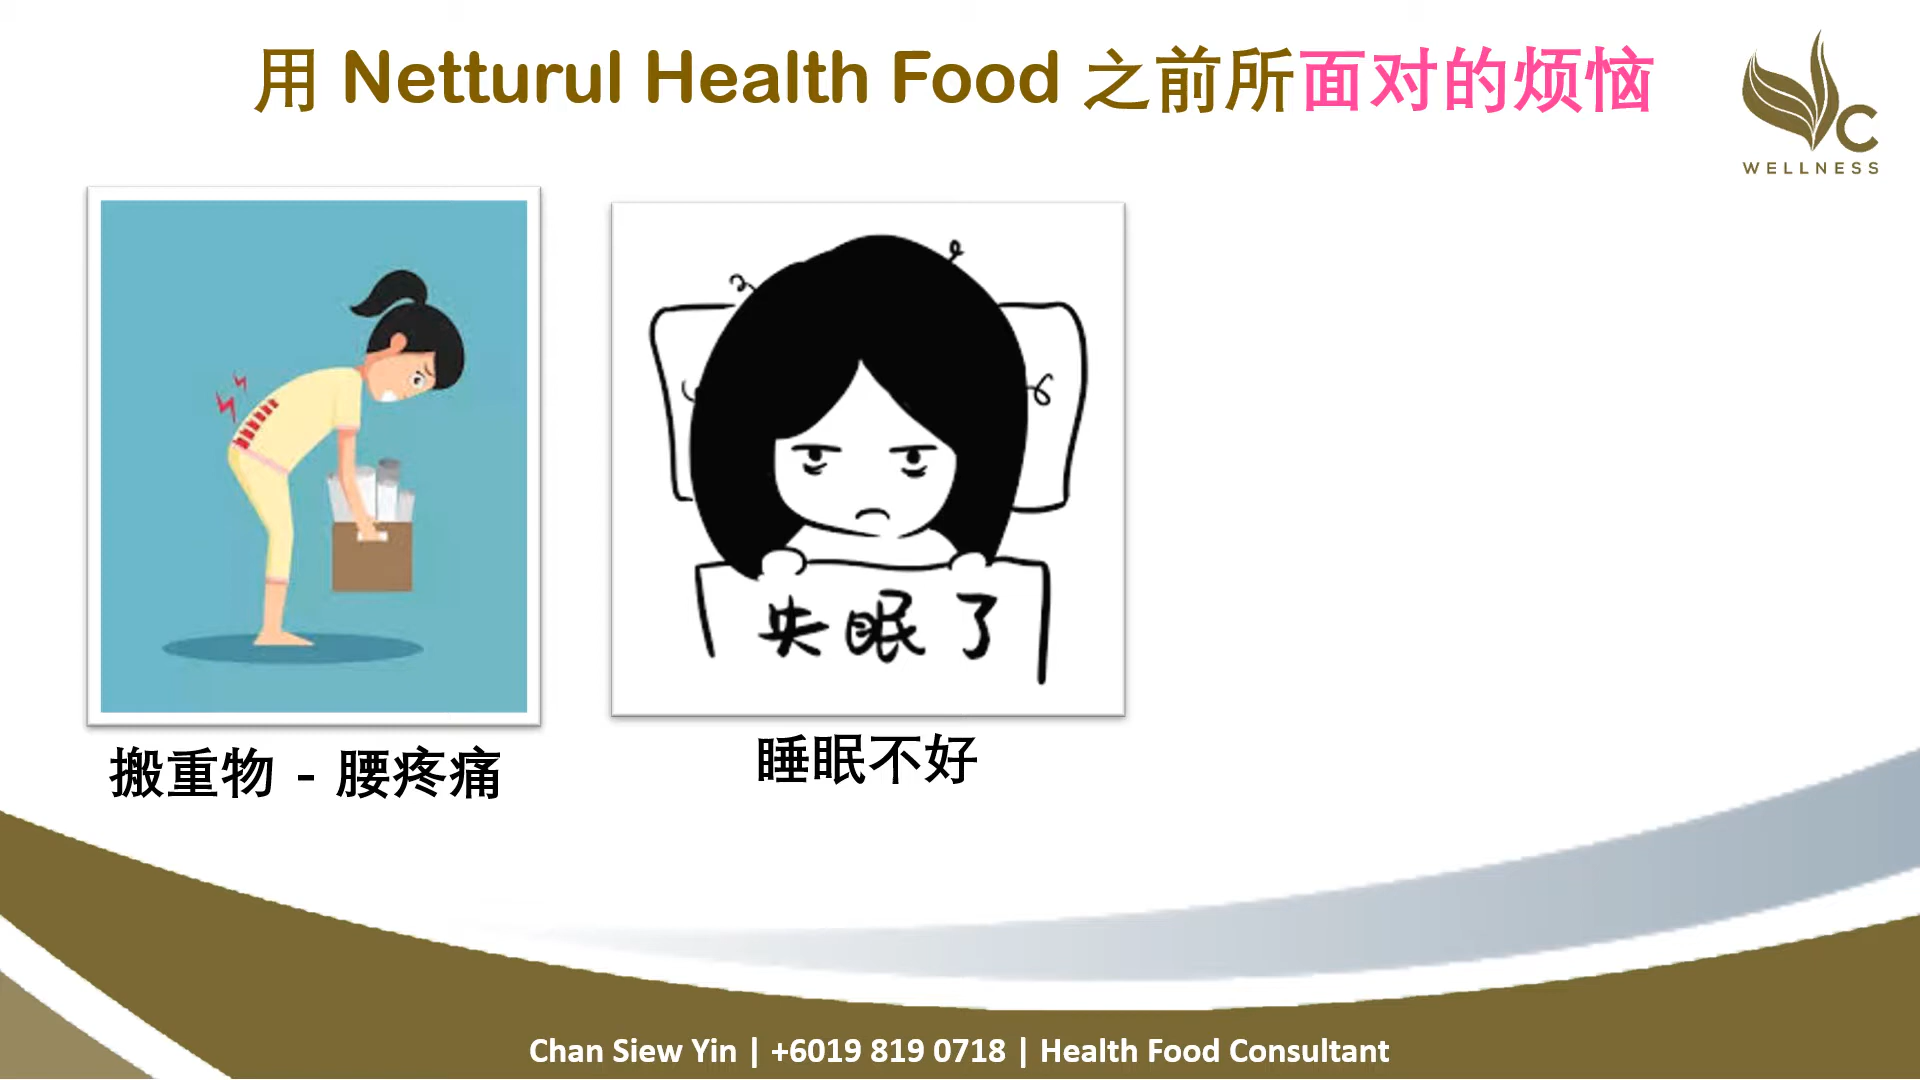 用 Netturul Health Food 之前所面对的烦恼
C
WELLNESS
失眠了
搬重物 - 腰疼痛
睡眠不好
Chan Siew Yin | +6019 819 0718 | Health Food Consultant